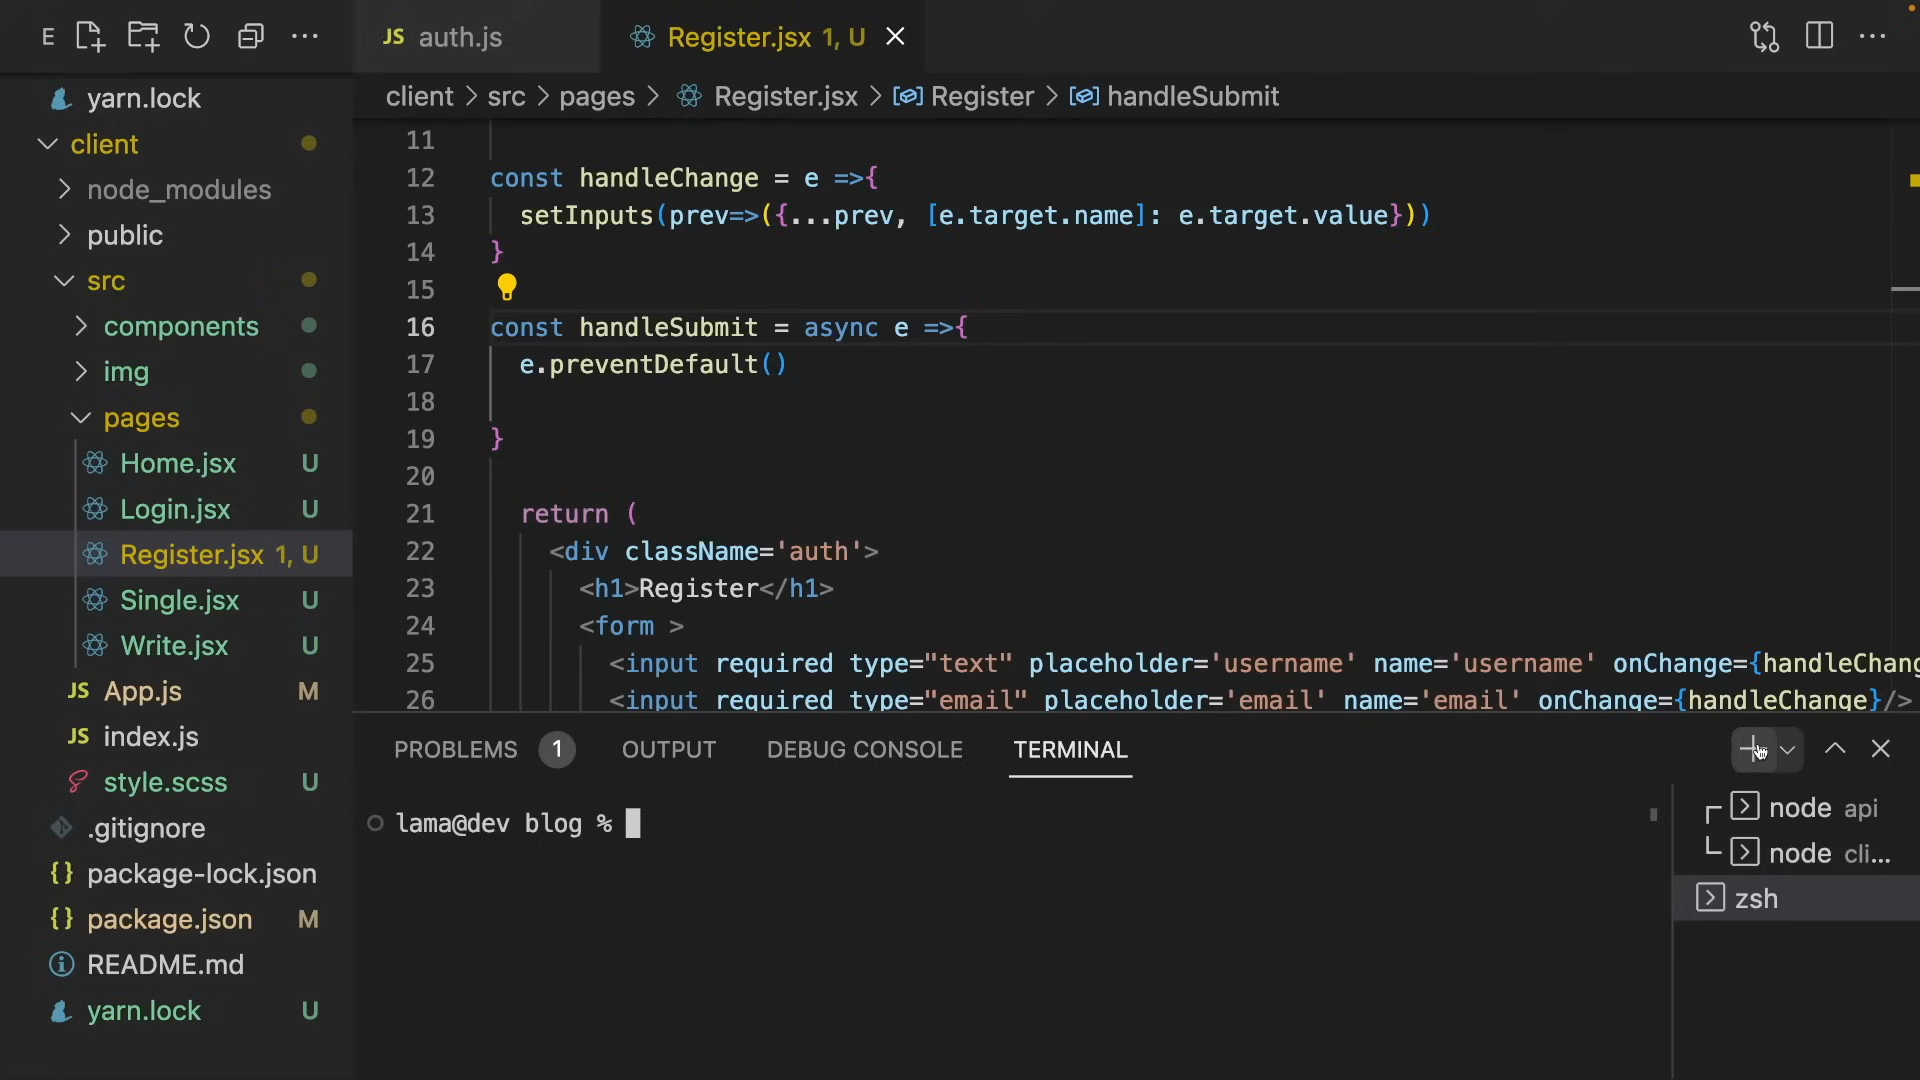 E
JS auth.js
Register.jsx 1, U
client > src > pages > Register.jsx > Register > handleSubmit
yarn.lock
client
node_modules
public
src
components
img
pages
Home.jsx U
Login.jsx U
Register.jsx 1, U
Single.jsx U
Write.jsx U
JS App.js M
JS index.js
style.scss U
.gitignore
{} package-lock.json
{} package.json M
README.md
yarn.lock U
11
12 const handleChange = e =>{
13 setInputs(prev=>({...prev, [e.target.name]: e.target.value}))
14 }
15
16 const handleSubmit = async e =>{
17 e.preventDefault()
18
19 }
20
21 return (
22 <div className='auth'>
23 <h1>Register</h1>
24 <form >
25 <input required type="text" placeholder='username' name='username' onChange={handleChang
26 <input required type="email" placeholder='email' name='email' onChange={handleChange}/>
PROBLEMS 1 OUTPUT DEBUG CONSOLE TERMINAL
lama@dev blog %
node api
node cli...
zsh